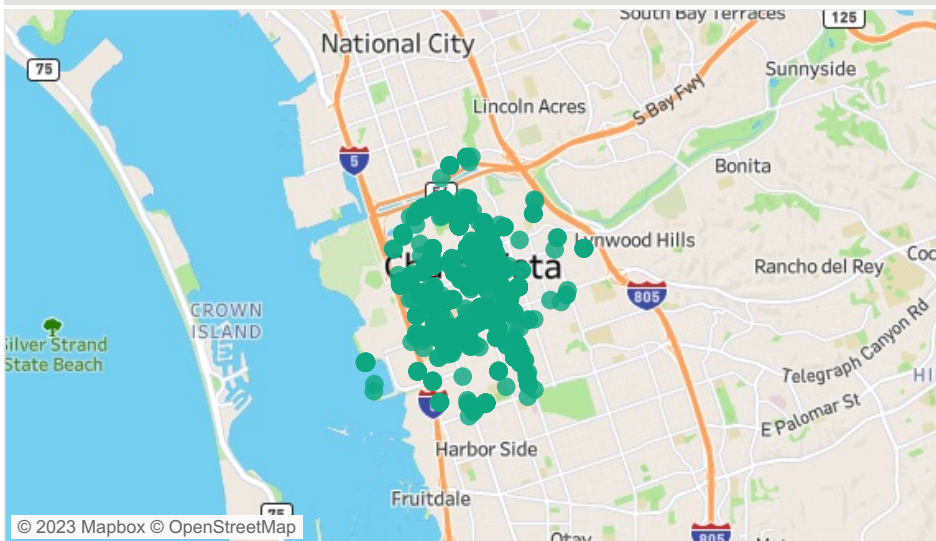 South Bay Terraces
125
National City
75
Sunnyside
Lincoln Acres
S Bay Fwy
5
Bonita
Lynwood Hills
Rancho del Rey
805
CROWN
ISLAND
Silver Strand
State Beach
Telegraph Canyon Rd
E Palomar St
Harbor Side
Fruitdale
75
© 2023 Mapbox © OpenStreetMap
Otay
805